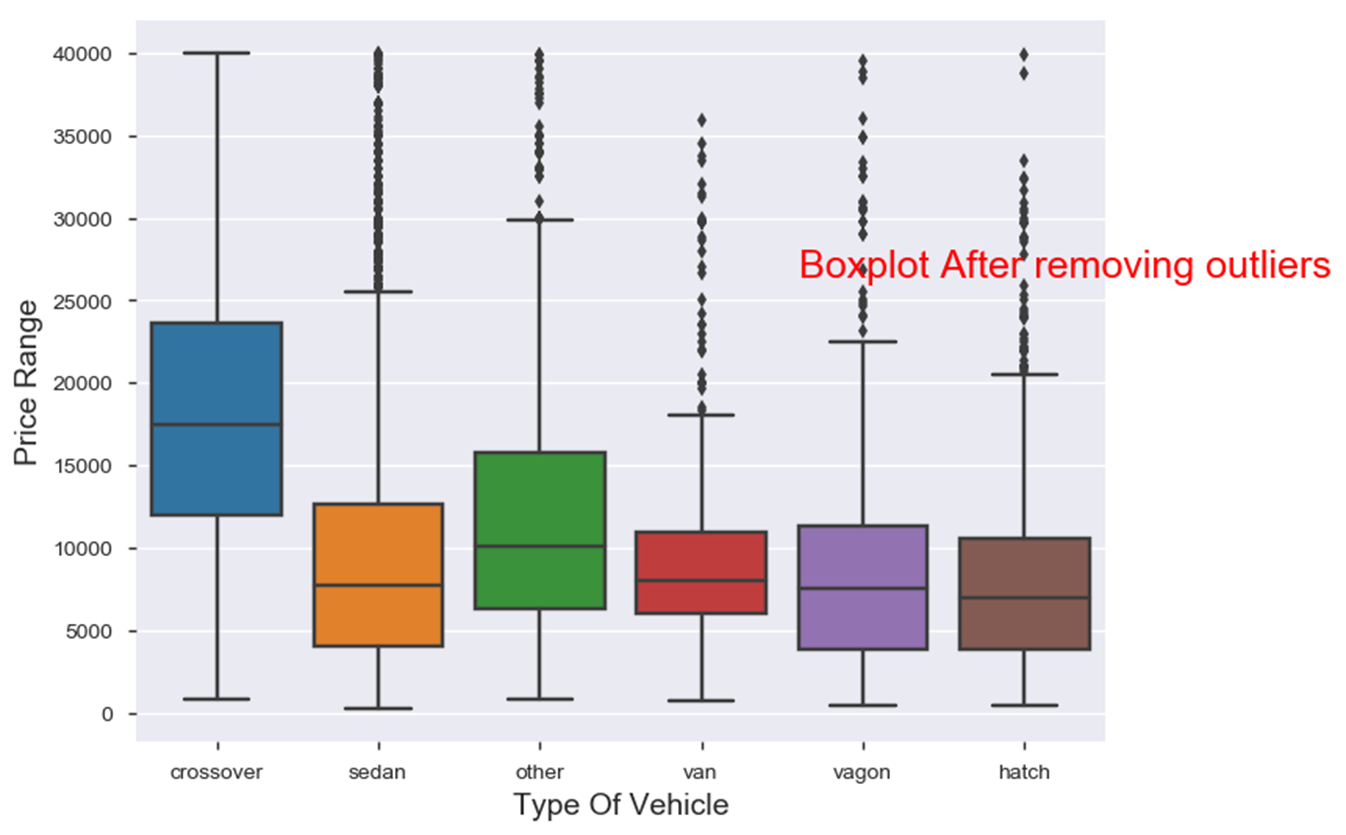 40000
35000
30000
25000
20000
15000
10000
5000
0
Price Range
Boxplot After removing outliers
crossover sedan other van vagon hatch
Type Of Vehicle